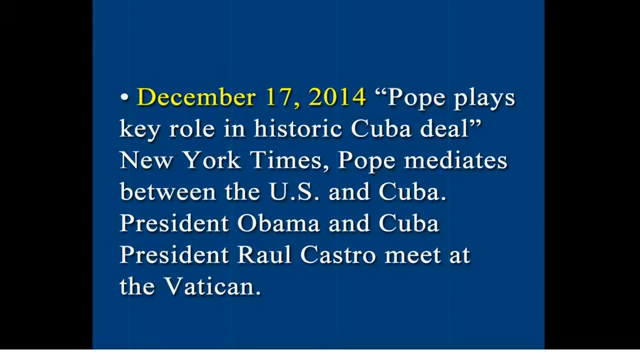 • December 17, 2014 “Pope plays
key role in historic Cuba deal”
New York Times, Pope mediates
between the U.S. and Cuba.
President Obama and Cuba
President Raul Castro meet at
the Vatican.